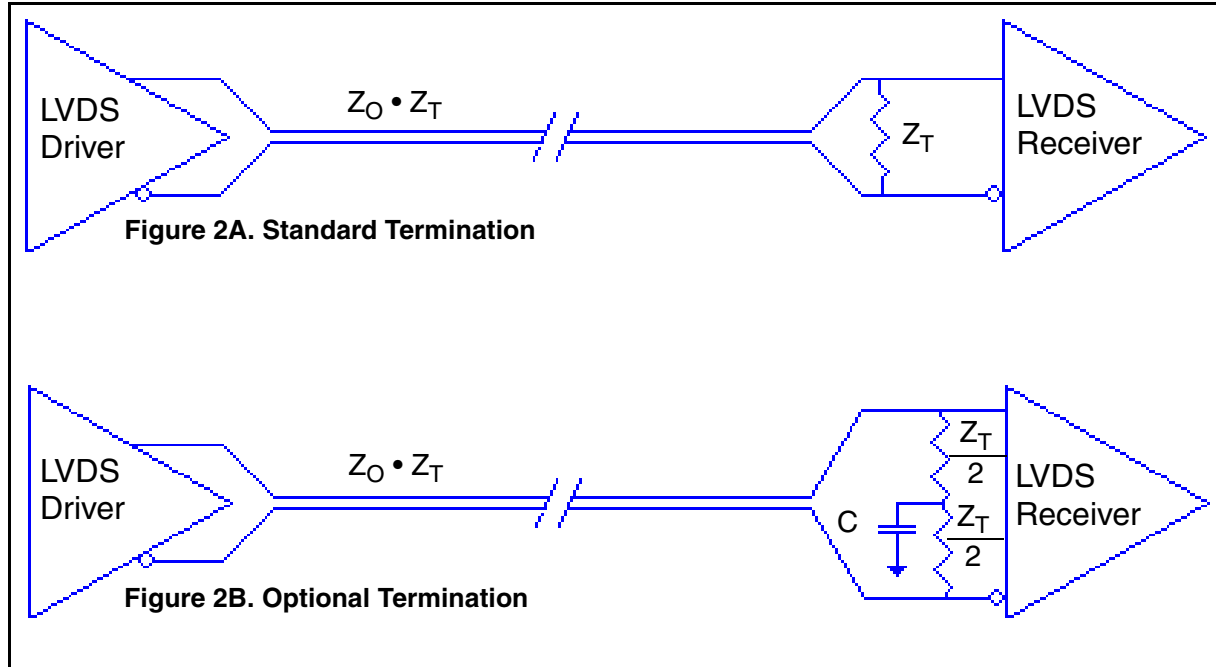 LVDS
Driver
Z_O • Z_T
Z_T
LVDS
Receiver
Figure 2A. Standard Termination
LVDS
Driver
Z_O • Z_T
C
Z_T
2
Z_T
2
LVDS
Receiver
Figure 2B. Optional Termination